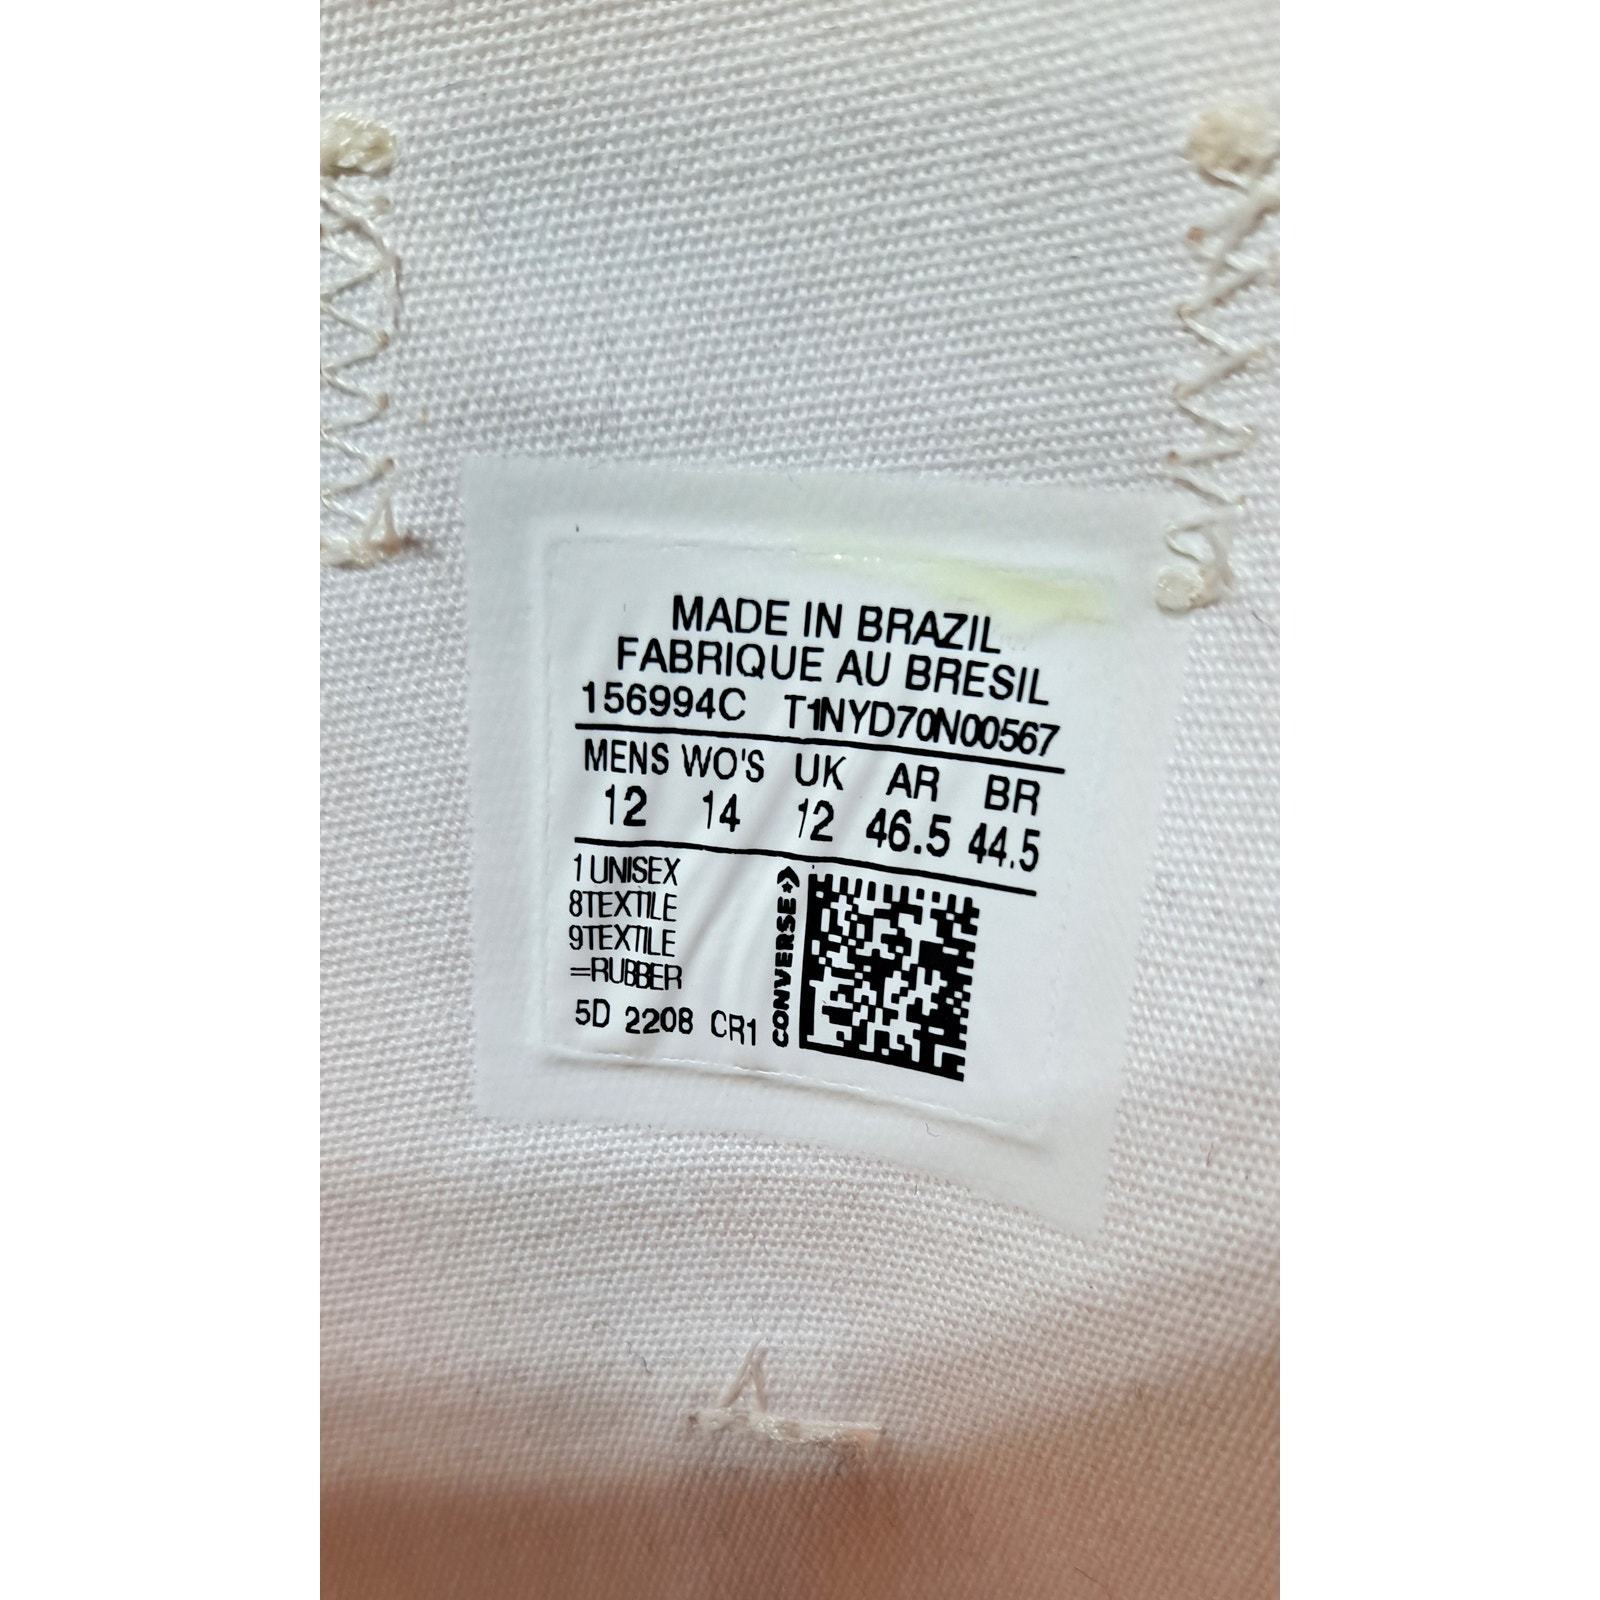 MADE IN BRAZIL
FABRIQUE AU BRESIL
156994C T1NYD70N00567
MENS WO'S UK AR BR
12 14 12 46.5 44.5
1 UNISEX
8TEXTILE
9TEXTILE
=RUBBER
5D 2208 CR1
CONVERSE